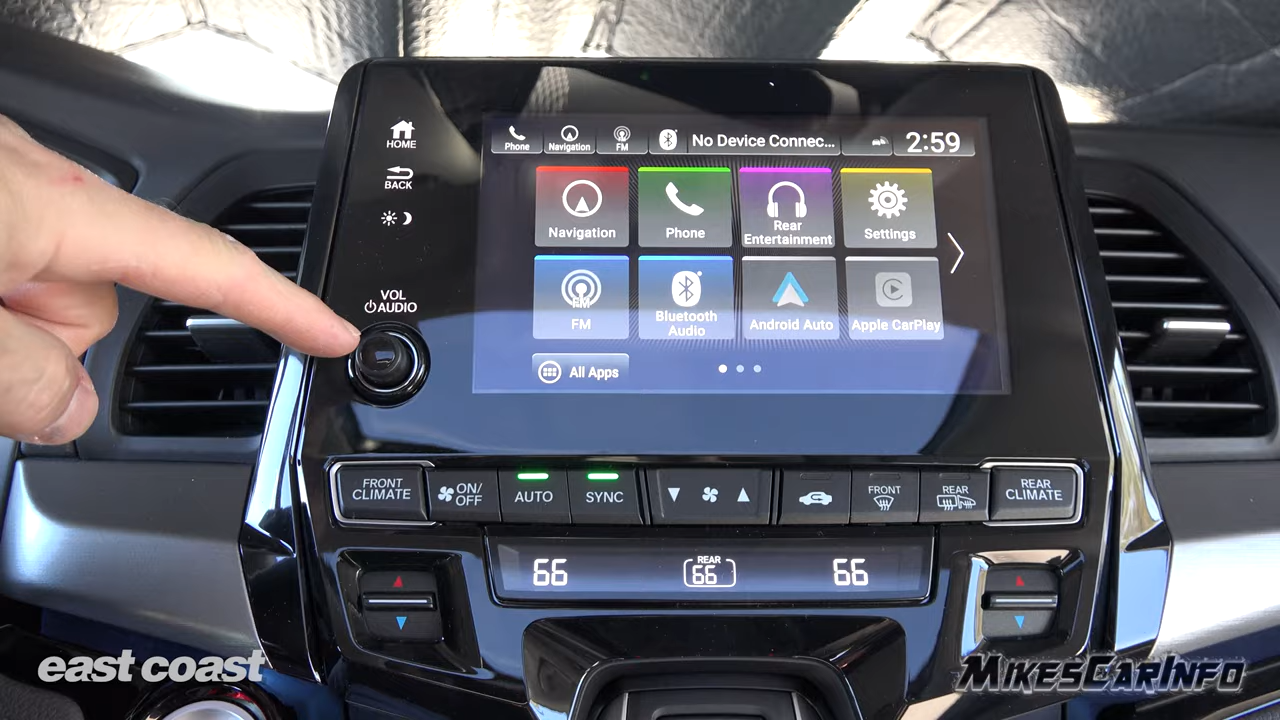 HOME
BACK
VOL
AUDIO
Phone
Navigation
FM
No Device Connec...
2:59
Navigation
Phone
Rear
Entertainment
Settings
FM
Bluetooth
Audio
Android Auto
Apple CarPlay
All Apps
FRONT
CLIMATE
ON/
OFF
AUTO
SYNC
FRONT
REAR
REAR
CLIMATE
66
REAR
66
66
east coast
MIKESCARINFO